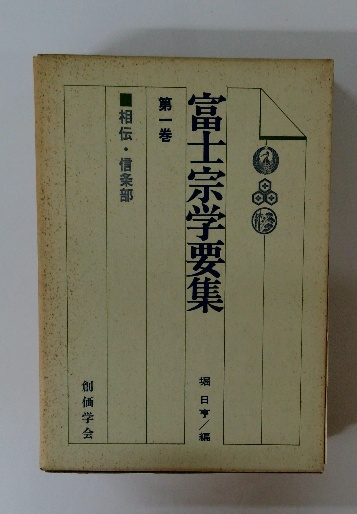 富士宗学要集
堀日亨/編
第一巻
■相伝・信条部
創価学会